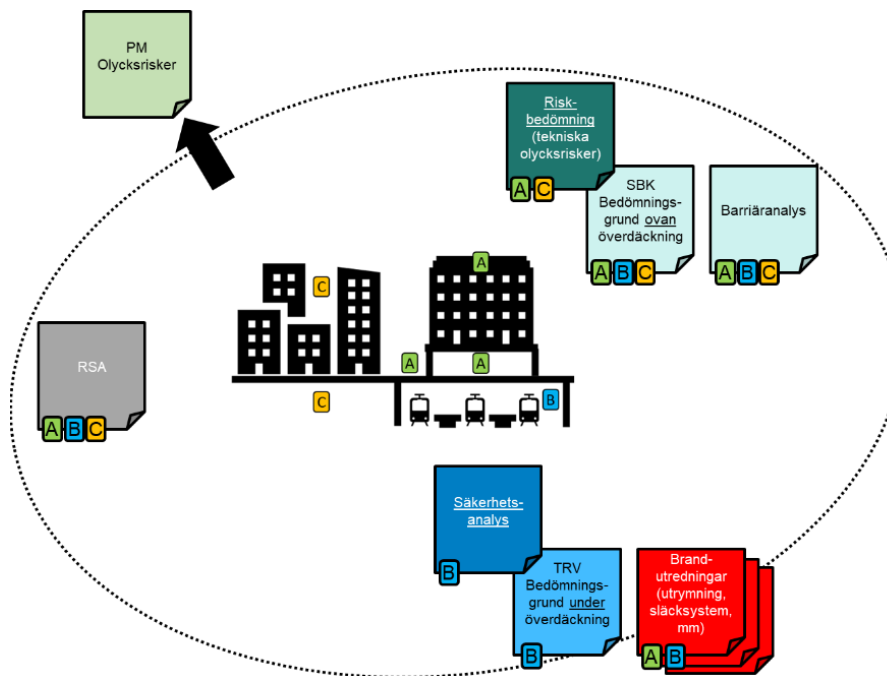 PM
Olycksrisker
Risk-
bedömning
(tekniska
olycksrisker)
A C
SBK
Bedömnings-
grund ovan
överdäckning
A B C
Barriäranalys
A B C
A
C
A
A
C
B
RSA
A B C
Säkerhets-
analys
B
TRV
Bedömnings-
grund under
överdäckning
B
Brand-
utredningar
(utrymning,
släcksystem,
mm)
A B